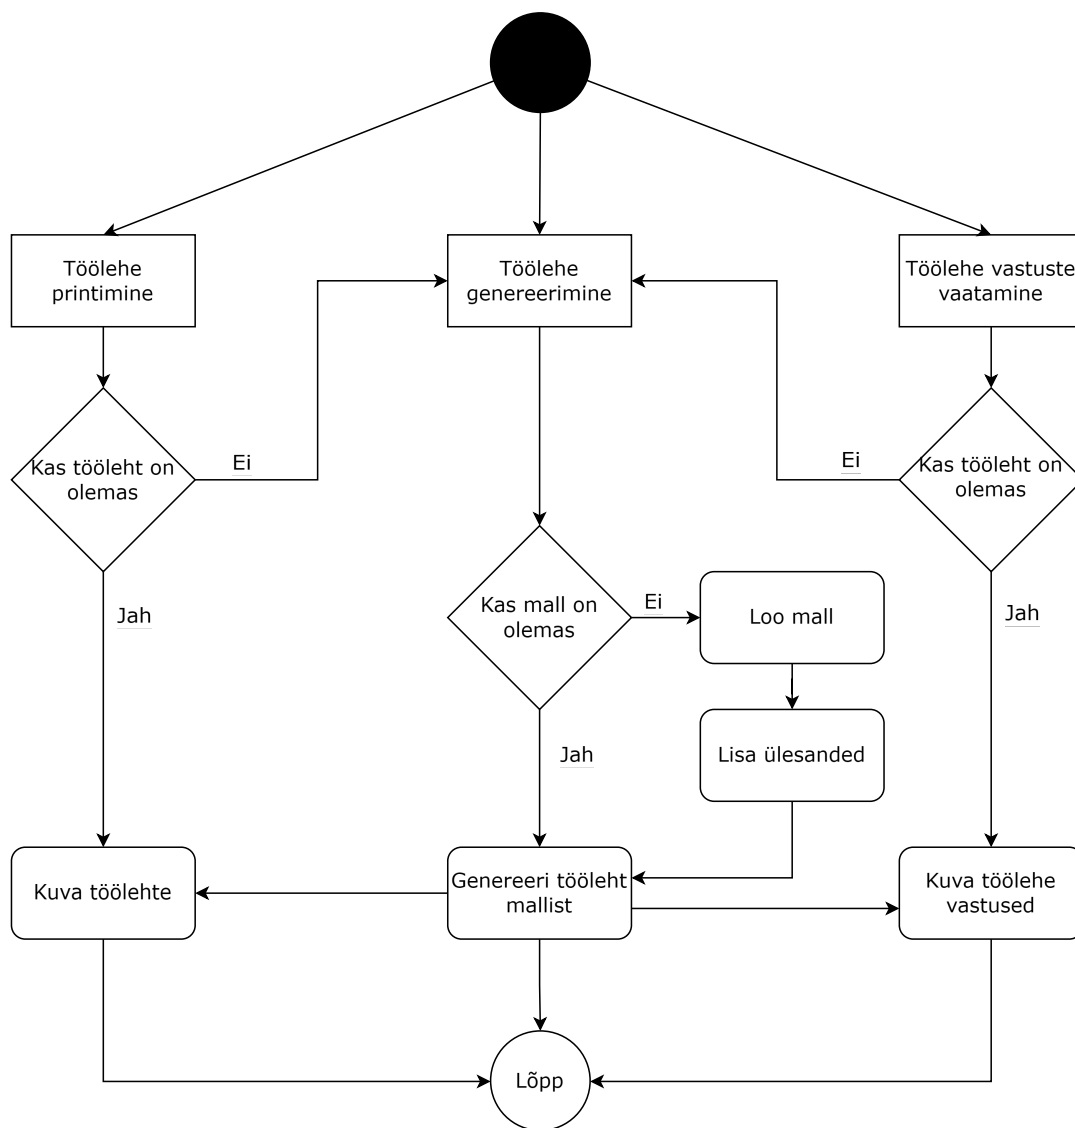 Töölehe
printimine
Töölehe
genereerimine
Töölehe vastuste
vaatamine
Kas tööleht on
olemas
Ei
Ei
Kas tööleht on
olemas
Jah
Kas mall on
olemas
Ei
Loo mall
Jah
Jah
Lisa ülesanded
Kuva töölehte
Genereeri tööleht
mallist
Kuva töölehe
vastused
Lõpp